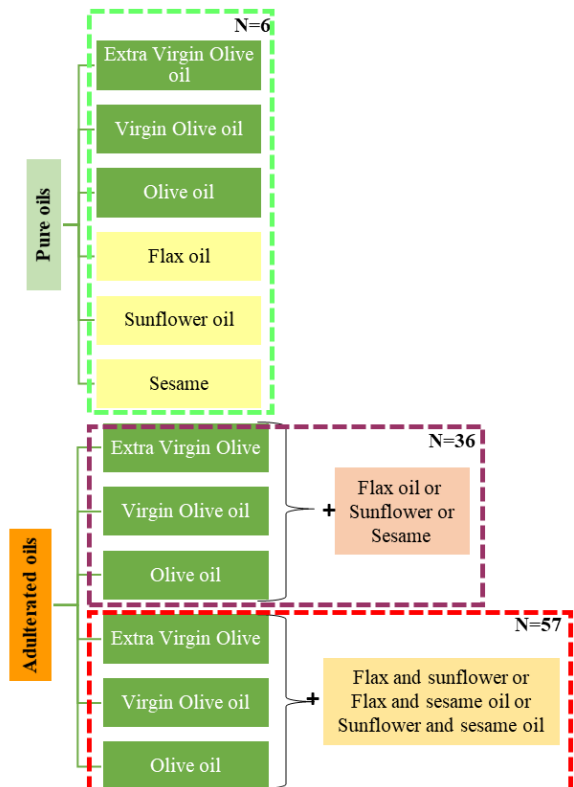 N=6
Extra Virgin Olive
oil
Virgin Olive oil
Olive oil
Pure oils
Flax oil
Sunflower oil
Sesame
N=36
Extra Virgin Olive
Virgin Olive oil
Olive oil
+
Flax oil or
Sunflower or
Sesame
Adulterated oils
N=57
Extra Virgin Olive
Virgin Olive oil
Olive oil
+
Flax and sunflower or
Flax and sesame oil or
Sunflower and sesame oil